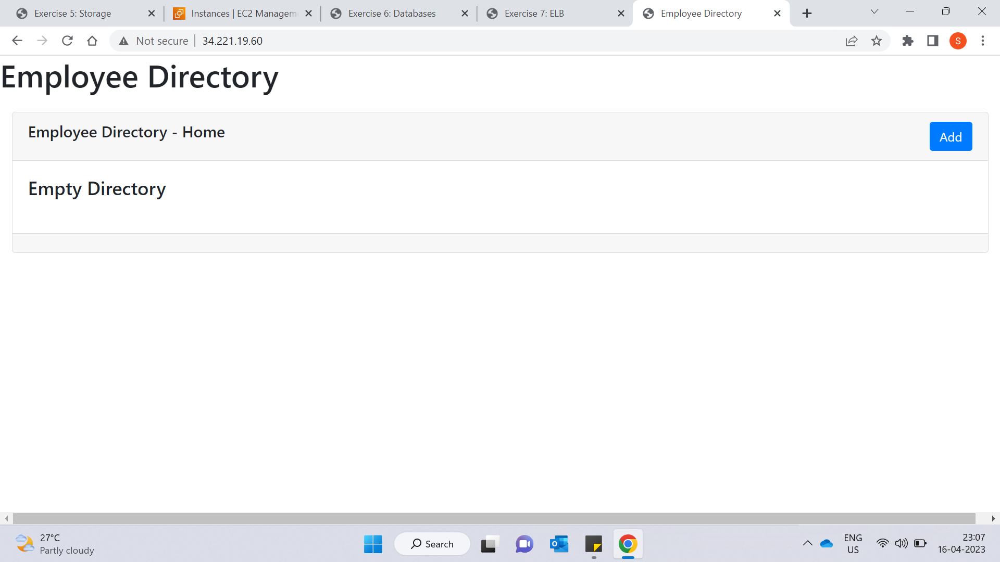 Exercise 5: Storage
Instances | EC2 Managem
Exercise 6: Databases
Exercise 7: ELB
Employee Directory
Not secure
34.221.19.60
S
Employee Directory
Employee Directory - Home
Add
Empty Directory
27°C
Partly cloudy
Search
ENG
US
23:07
16-04-2023